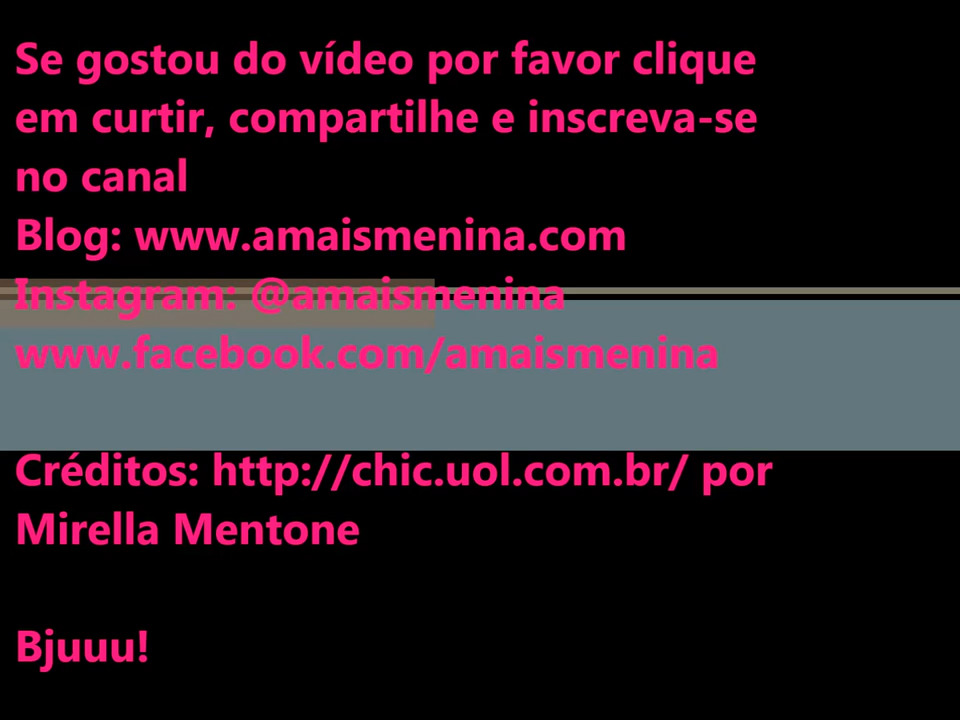 Se gostou do vídeo por favor clique
em curtir, compartilhe e inscreva-se
no canal
Blog: www.amaismenina.com
Instagram: @amaismenina
www.facebook.com/amaismenina
Créditos: http://chic.uol.com.br/ por
Mirella Mentone
Bjuuu!